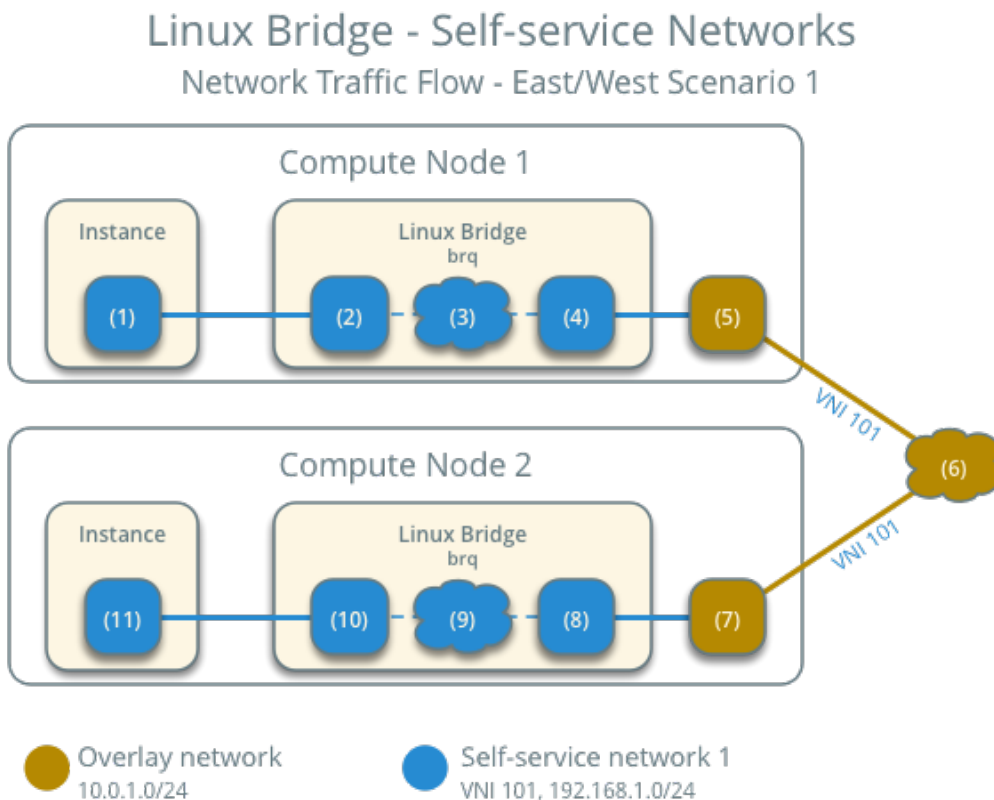 Linux Bridge - Self-service Networks
Network Traffic Flow - East/West Scenario 1
Compute Node 1
Instance
Linux Bridge
brq
(1)
(2)
(3)
(4)
(5)
VNI 101
(6)
Compute Node 2
Instance
Linux Bridge
brq
VNI 101
(11)
(10)
(9)
(8)
(7)
Overlay network
10.0.1.0/24
Self-service network 1
VNI 101, 192.168.1.0/24